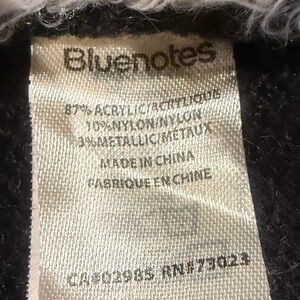 Bluenotes
87% ACRYLIC/ACRYLIQUE
10%NYLON/NYLON
3%METALLIC/METAUX
MADE IN CHINA
FABRIQUE EN CHINE
CA#02985 RN#73023